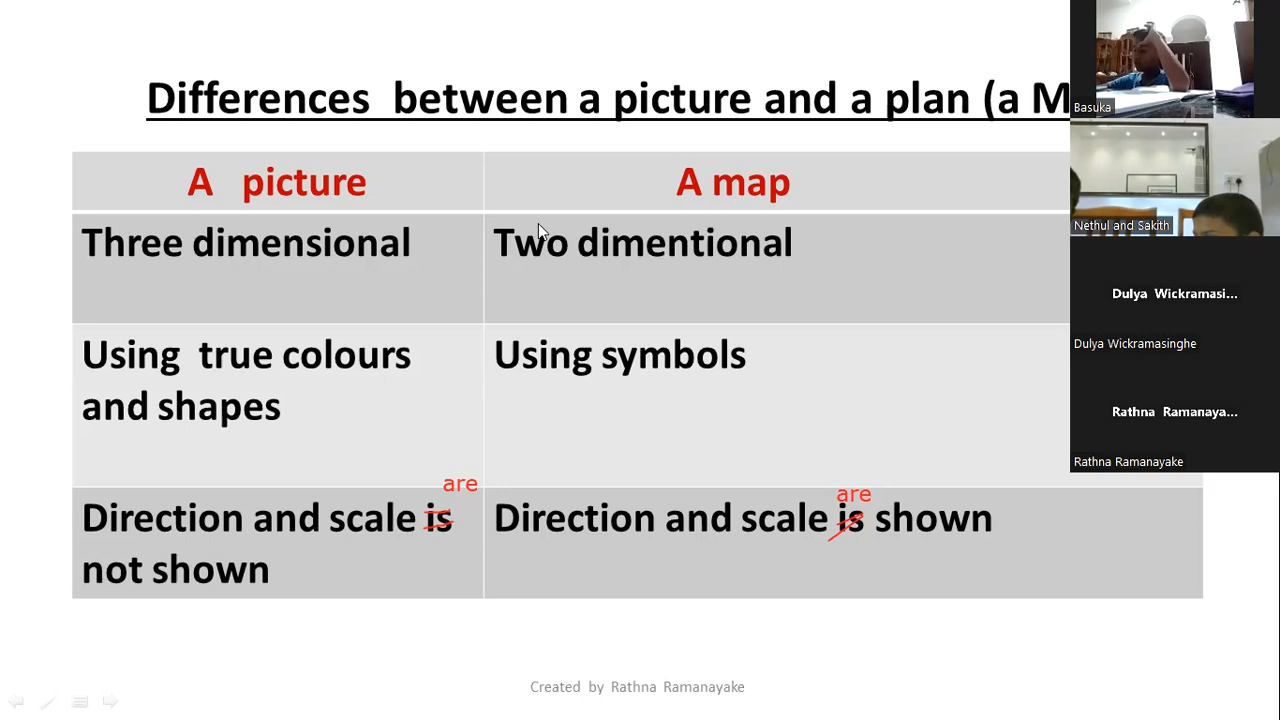 Differences between a picture and a plan (a M
A picture
A map
Three dimensional
Two dimentional
Using true colours
and shapes
Using symbols
are
Direction and scale is
not shown
are
Direction and scale is shown
Created by Rathna Ramanayake
Basuka
Nethul and Sakith
Dulya Wickramasi...
Dulya Wickramasinghe
Rathna Ramanaya...
Rathna Ramanayake